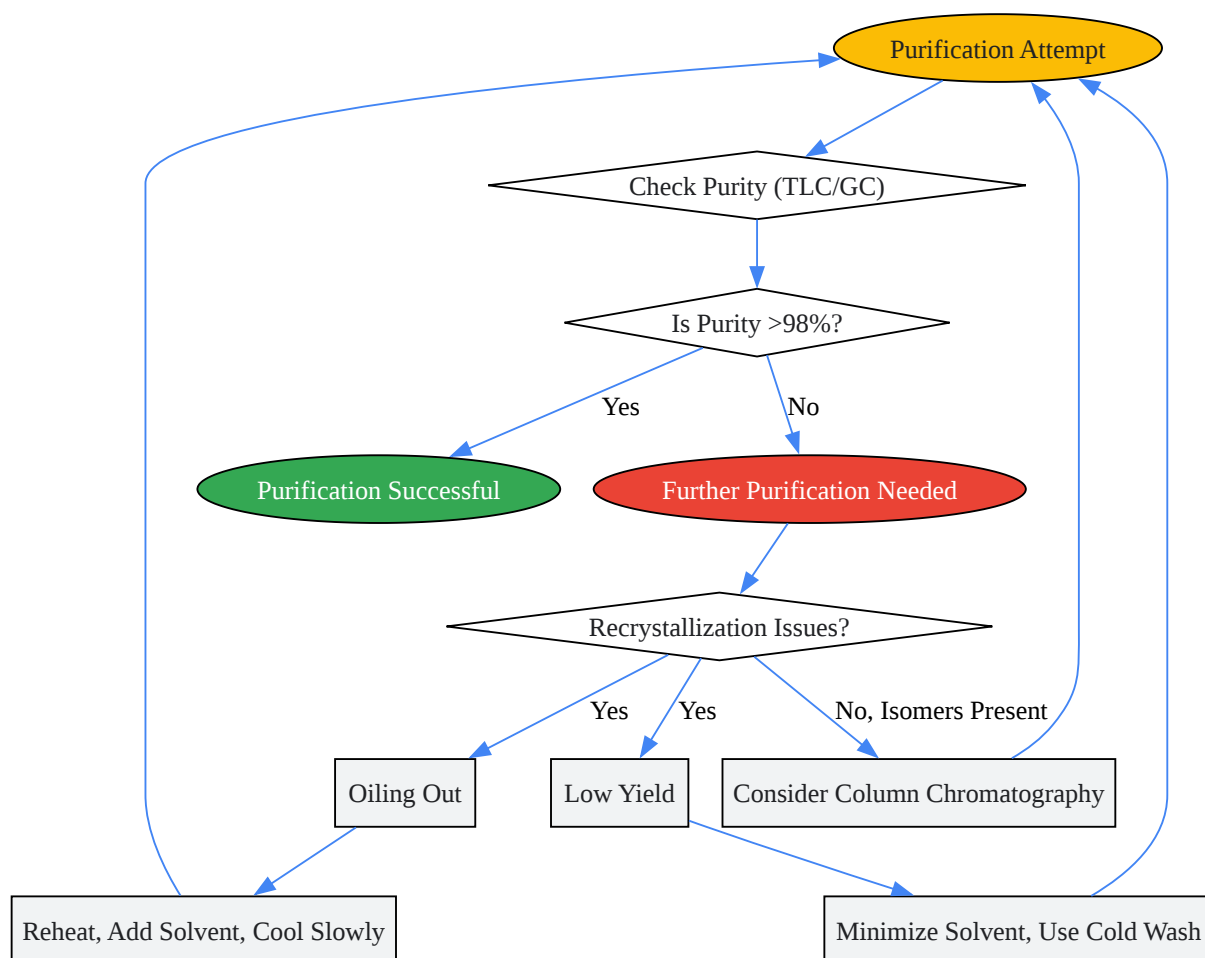 Purification Attempt
Check Purity (TLC/GC)
Is Purity >98%?
Yes
No
Purification Successful
Further Purification Needed
Recrystallization Issues?
Yes
Yes
No, Isomers Present
Oiling Out
Low Yield
Consider Column Chromatography
Reheat, Add Solvent, Cool Slowly
Minimize Solvent, Use Cold Wash